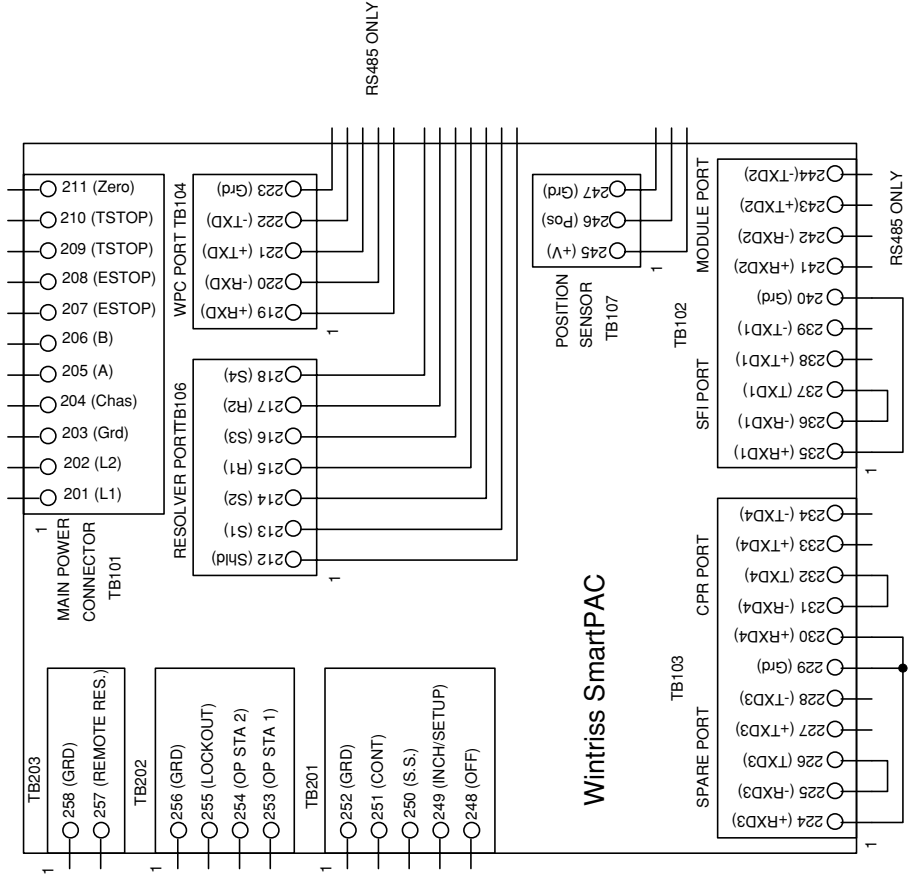 RS485 ONLY
211 (Zero)
210 (TSTOP)
209 (TSTOP)
208 (ESTOP)
207 (ESTOP)
206 (B)
205 (A)
204 (Chas)
203 (Grd)
202 (L2)
201 (L1)
1
MAIN POWER
CONNECTOR
TB101
WPC PORT TB104
223 (Grd)
222 (-TXD)
221 (+TXD)
220 (-RXD)
219 (+RXD)
1
RESOLVER PORT TB106
218 (S4)
217 (R2)
216 (S3)
215 (R1)
214 (S2)
213 (S1)
212 (Shld)
1
247 (Grd)
246 (Pos)
245 (+V)
1
POSITION
SENSOR
TB107
MODULE PORT
TB102
SFI PORT
244(-TXD2)
243(+TXD2)
242 (-RXD2)
241 (+RXD2)
240 (Grd)
239 (-TXD1)
238 (+TXD1)
237 (TXD1)
236 (-RXD1)
235 (+RXD1)
1
RS485 ONLY
CPR PORT
TB103
SPARE PORT
234 (-TXD4)
233 (+TXD4)
232 (TXD4)
231 (-RXD4)
230 (+RXD4)
229 (Grd)
228 (-TXD3)
227 (+TXD3)
226 (TXD3)
225 (-RXD3)
224 (+RXD3)
1
Wintriss SmartPAC
TB203
258 (GRD)
257 (REMOTE RES.)
1
TB202
256 (GRD)
255 (LOCKOUT)
254 (OP STA 2)
253 (OP STA 1)
1
TB201
252 (GRD)
251 (CONT)
250 (S.S.)
249 (INCH/SETUP)
248 (OFF)
1